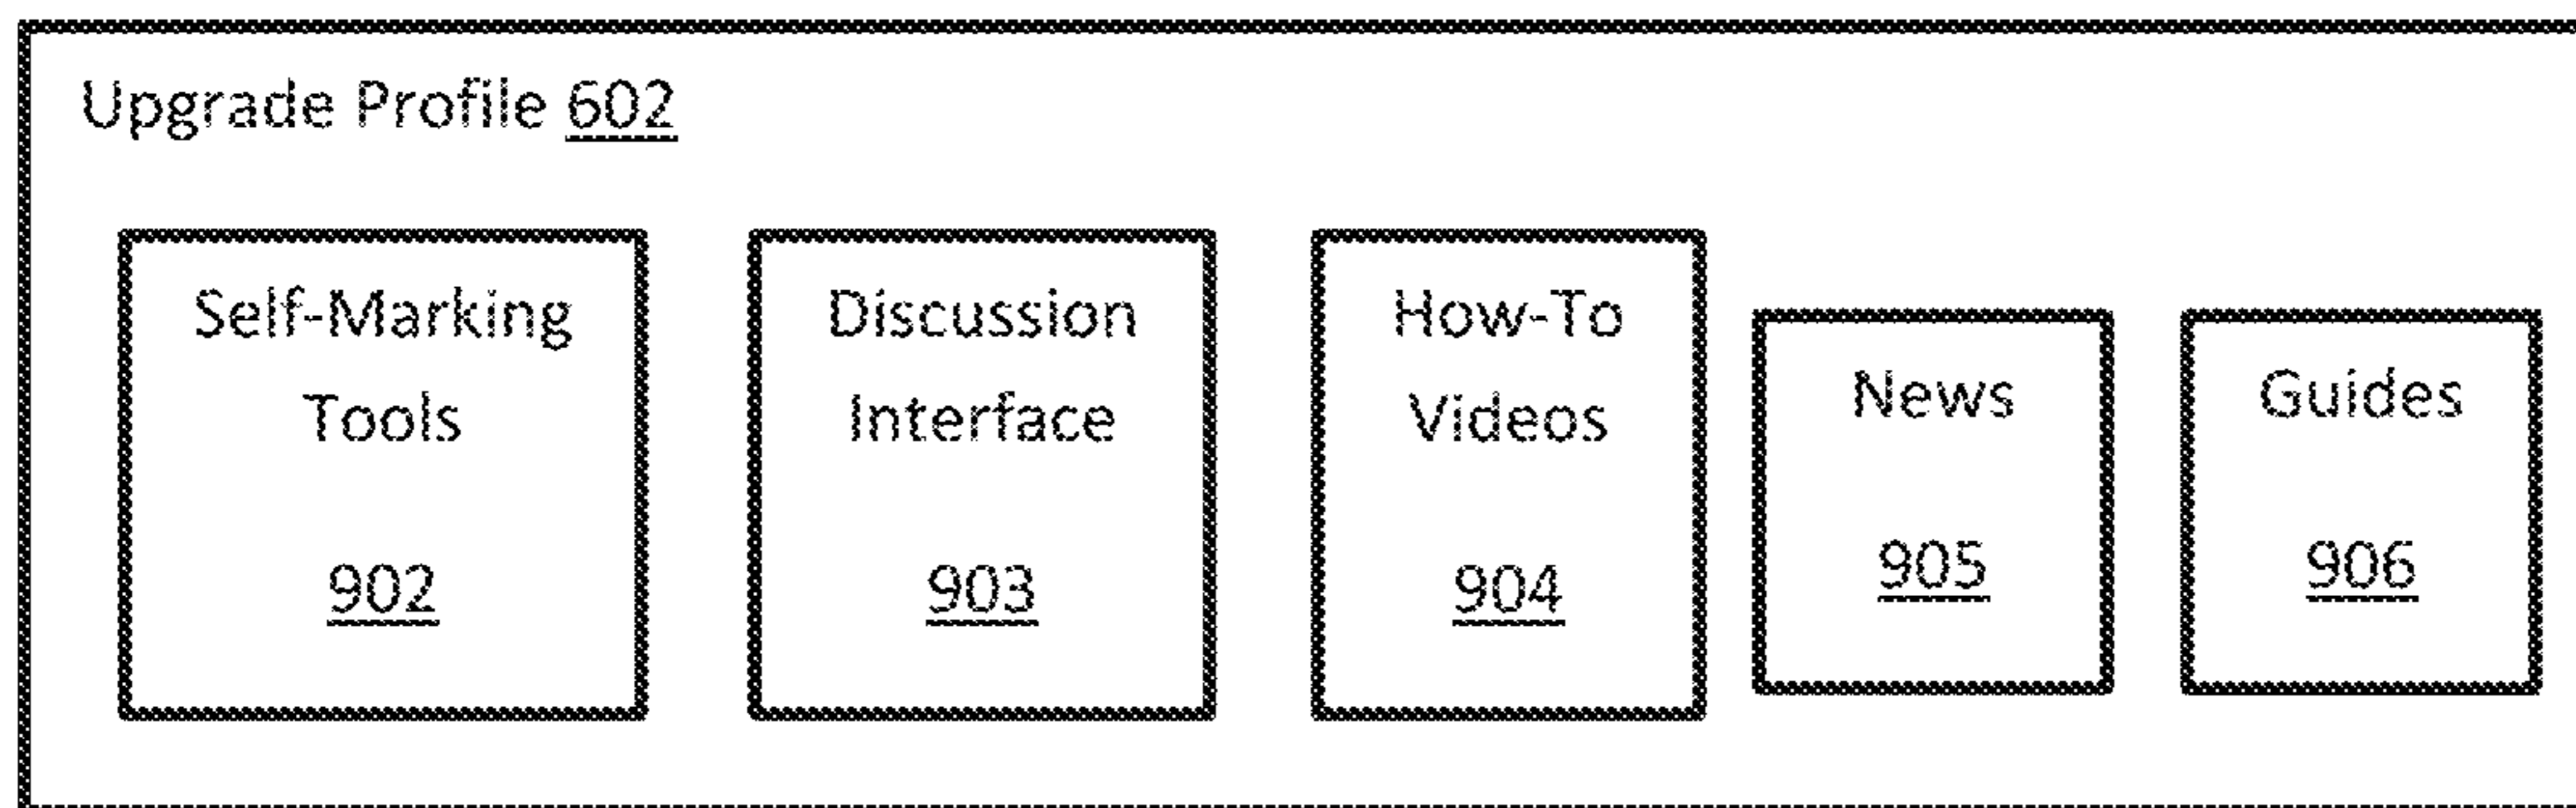 Upgrade Profile 602
Self-Marking
Tools
902
Discussion
Interface
903
How-To
Videos
904
News
905
Guides
906